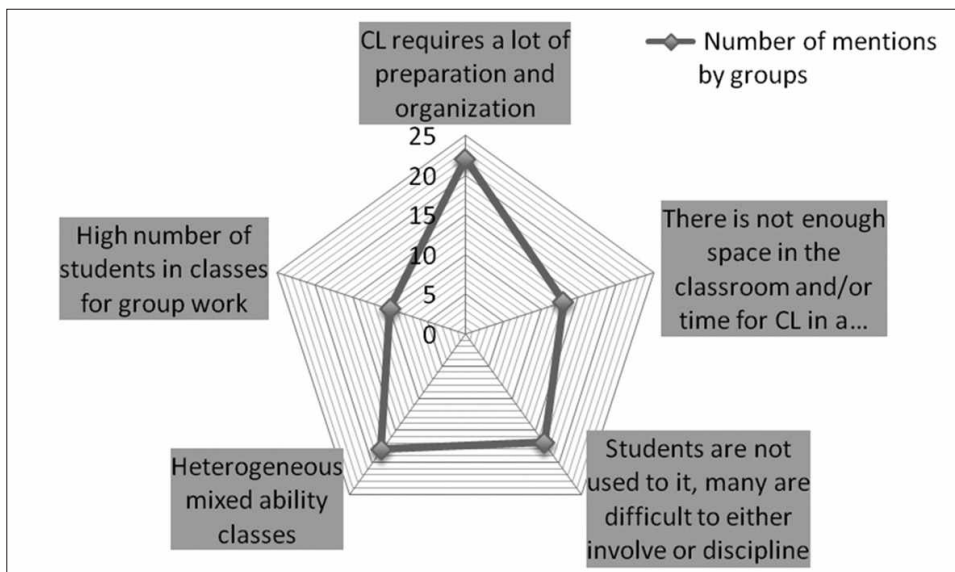 CL requires a lot of
preparation and
organization
Number of mentions
by groups
25
20
15
10
5
0
There is not enough
space in the
classroom and/or
time for CL in a...
Students are not
used to it, many are
difficult to either
involve or discipline
Heterogeneous
mixed ability
classes
High number of
students in classes
for group work